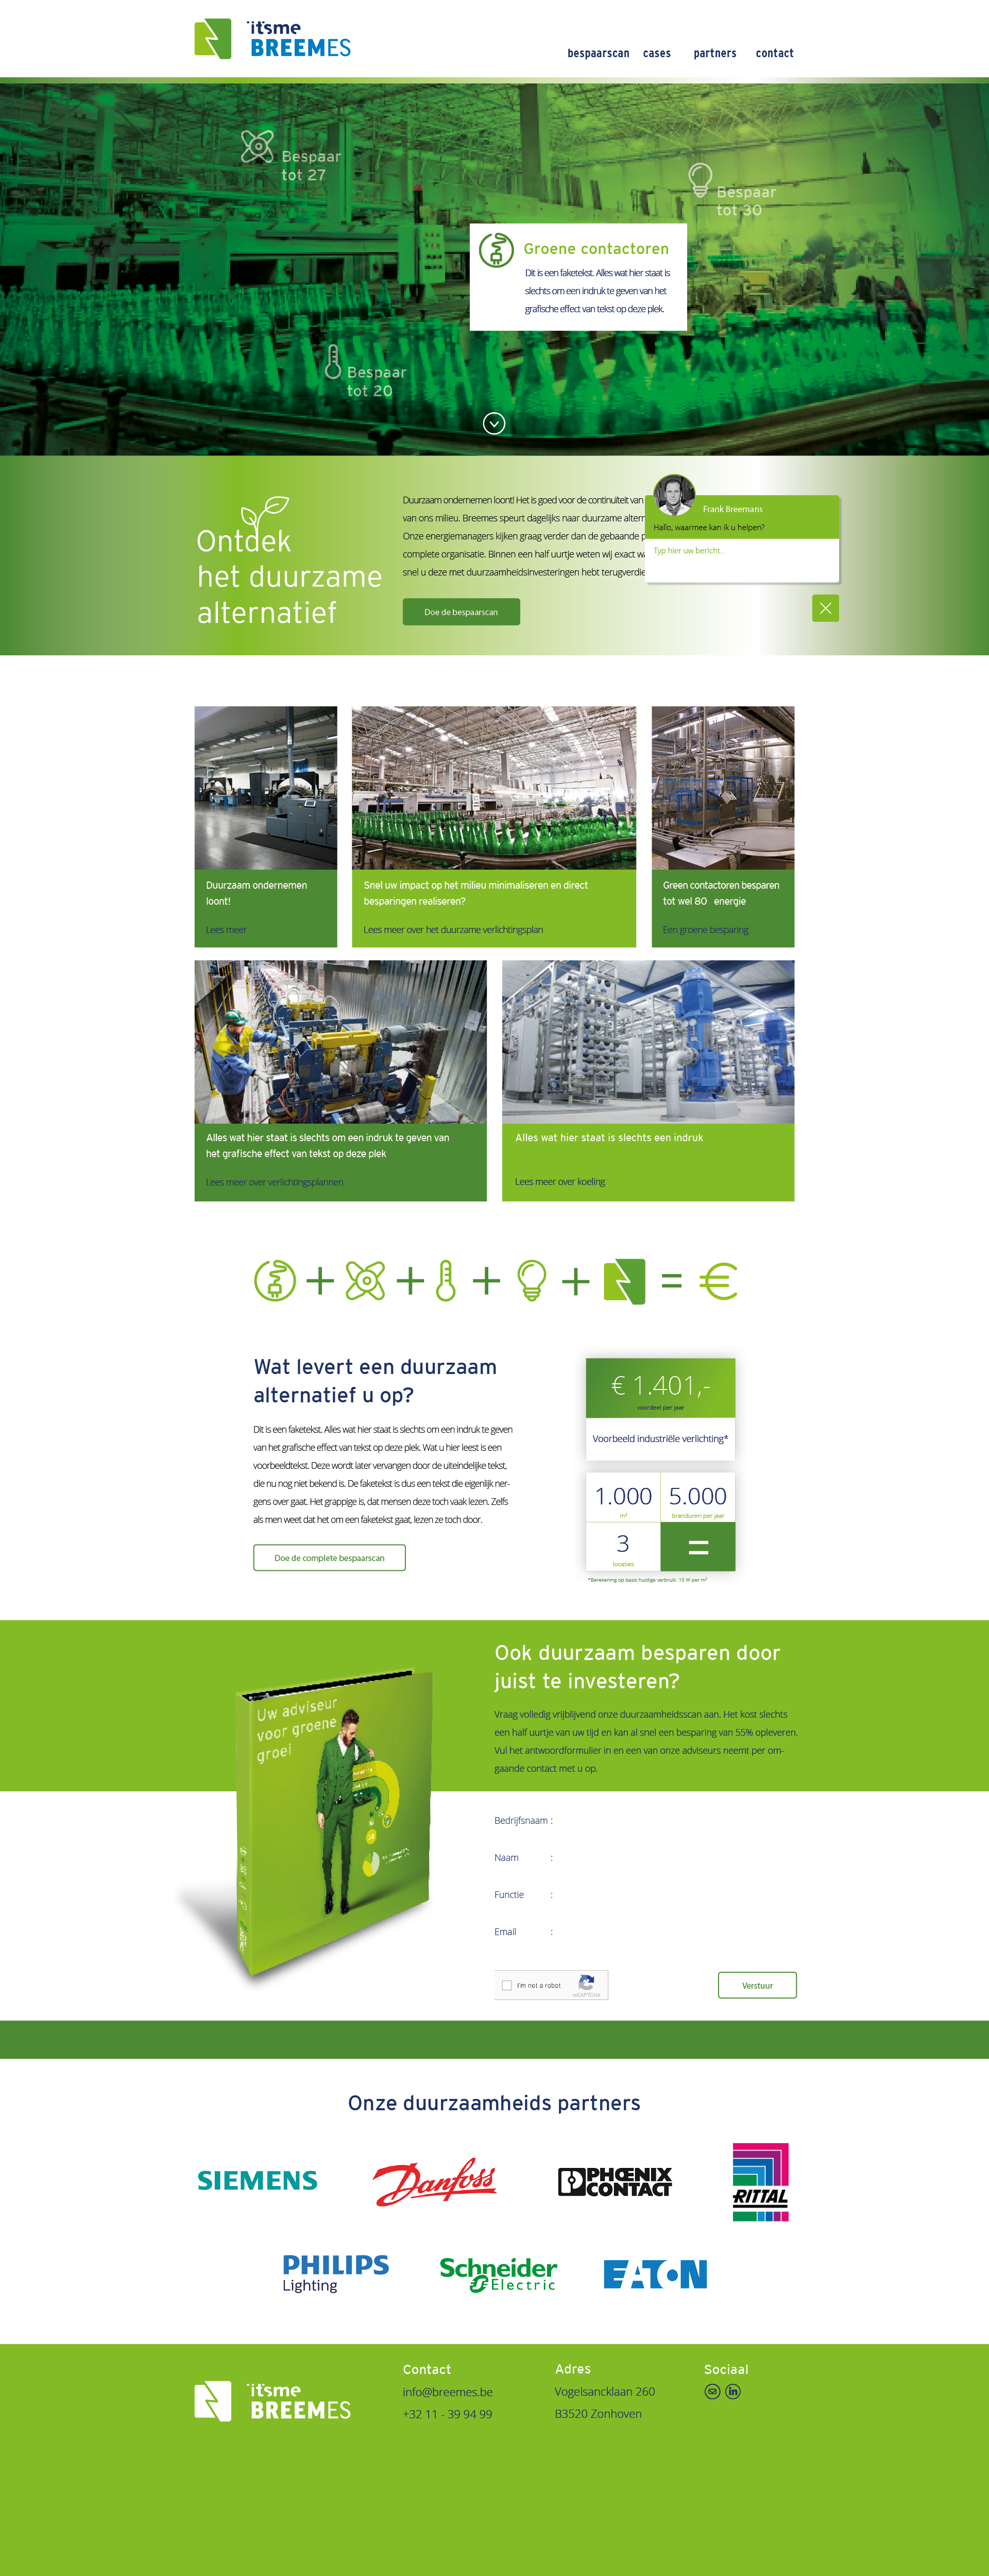 itsme
BREEMES
bespaarscan cases partners contact
Bespaar
tot 27
Bespaar
tot 30
Groene contactoren
Dit is een faketekst. Alles wat hier staat is
slechts om een indruk te geven van het
grafische effect van tekst op deze plek.
Bespaar
tot 20
Ontdek
het duurzame
alternatief
Duurzaam ondernemen loont! Het is goed voor de continuïteit van
van ons milieu. Breemes speurt dagelijks naar duurzame altern
Onze energiemanagers kijken graag verder dan de gebaande p
complete organisatie. Binnen een half uurtje weten wij exact wa
snel u deze met duurzaamheidsinvesteringen hebt terugverdie
Doe de bespaarscan
Frank Breemans
Hallo, waarmee kan ik u helpen?
Typ hier uw bericht...
Duurzaam ondernemen
loont!
Lees meer
Snel uw impact op het milieu minimaliseren en direct
besparingen realiseren?
Lees meer over het duurzame verlichtingsplan
Green contactoren besparen
tot wel 80 energie
Een groene besparing
Alles wat hier staat is slechts om een indruk te geven van
het grafische effect van tekst op deze plek
Lees meer over verlichtingsplannen
Alles wat hier staat is slechts een indruk
Lees meer over koeling
+ + + + = €
Wat levert een duurzaam
alternatief u op?
Dit is een faketekst. Alles wat hier staat is slechts om een indruk te geven
van het grafische effect van tekst op deze plek. Wat u hier leest is een
voorbeeldtekst. Deze wordt later vervangen door de uiteindelijke tekst,
die nu nog niet bekend is. De faketekst is dus een tekst die eigenlijk ner-
gens over gaat. Het grappige is, dat mensen deze toch vaak lezen. Zelfs
als men weet dat het om een faketekst gaat, lezen ze toch door.
Doe de complete bespaarscan
€ 1.401,-
voordeel per jaar
Voorbeeld industriële verlichting*
1.000
m²
5.000
branduren per jaar
3
locaties
=
*Berekening op basis huidige verbruik: 15 W per m²
Ook duurzaam besparen door
juist te investeren?
Vraag volledig vrijblijvend onze duurzaamheidsscan aan. Het kost slechts
een half uurtje van uw tijd en kan al snel een besparing van 55% opleveren.
Vul het antwoordformulier in en een van onze adviseurs neemt per om-
gaande contact met u op.
Uw adviseur
voor groene
groei
Bedrijfsnaam :
Naam :
Functie :
Email :
I'm not a robot
reCAPTCHA
Verstuur
Onze duurzaamheids partners
SIEMENS
Danfoss
PHŒNIX
CONTACT
RITTAL
PHILIPS
Lighting
Schneider
Electric
EATON
itsme
BREEMES
Contact
info@breemes.be
+32 11 - 39 94 99
Adres
Vogelsancklaan 260
B3520 Zonhoven
Sociaal
in